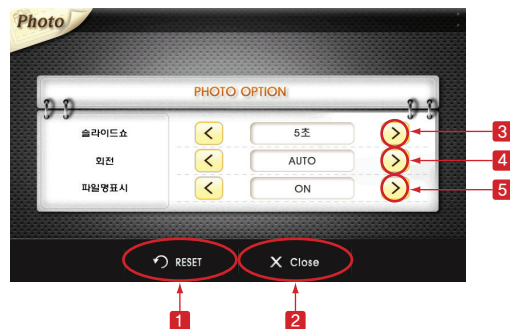 Photo
PHOTO OPTION
슬라이드쇼 < 5초 > 3
회전 < AUTO > 4
파일명표시 < ON > 5
RESET X Close
1 2